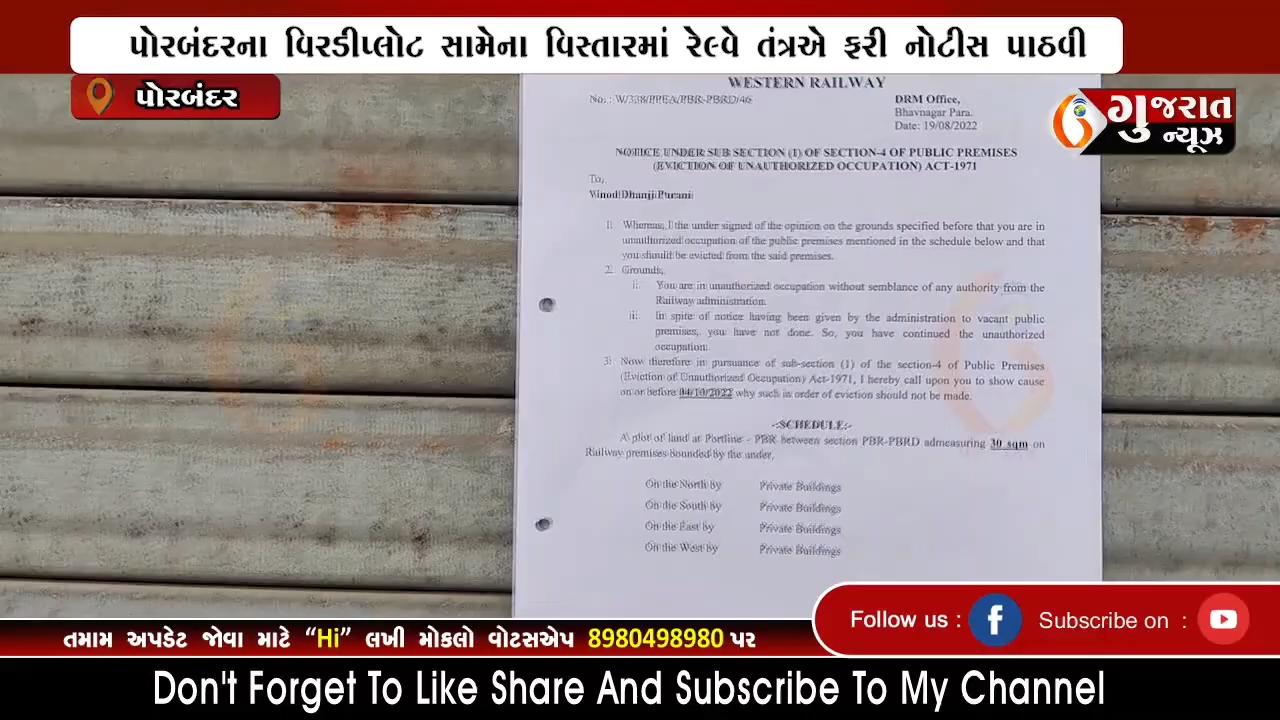 પોરબંદરના વિરડીપ્લોટ સામેના વિસ્તારમાં રેલ્વે તંત્રએ ફરી નોટીસ પાઠવી
પોરબંદર
ગુજરાત
ન્યૂઝ
WESTERN RAILWAY
No. : W/338/PPEA/PBR-PBRD/46
DRM Office,
Bhavnagar Para.
Date: 19/08/2022
NOTICE UNDER SUB SECTION (1) OF SECTION-4 OF PUBLIC PREMISES
(EVICTION OF UNAUTHORIZED OCCUPATION) ACT-1971
To,
Vinod Dhanji Purani
1. Whereas, I the under signed of the opinion on the grounds specified before that you are in
unauthorized occupation of the public premises mentioned in the schedule below and that
you should be evicted from the said premises.
2. Grounds,
i. You are in unauthorized occupation without semblance of any authority from the
Railway administration.
ii. In spite of notice having been given by the administration to vacant public
premises, you have not done. So, you have continued the unauthorized
occupation.
3. Now therefore in pursuance of sub-section (1) of the section-4 of Public Premises
(Eviction of Unauthorized Occupation) Act-1971, I hereby call upon you to show cause
on or before 04/10/2022 why such in order of eviction should not be made.
-:SCHEDULE:-
A plot of land at Portline - PBR between section PBR-PBRD admeasuring 30 sqm on
Railway premises bounded by the under,
On the North by Private Buildings
On the South by Private Buildings
On the East by Private Buildings
On the West by Private Buildings
Follow us :
Subscribe on :
તમામ અપડેટ જોવા માટે “Hi” લખી મોકલો વોટસએપ 8980498980 પર
Don't Forget To Like Share And Subscribe To My Channel